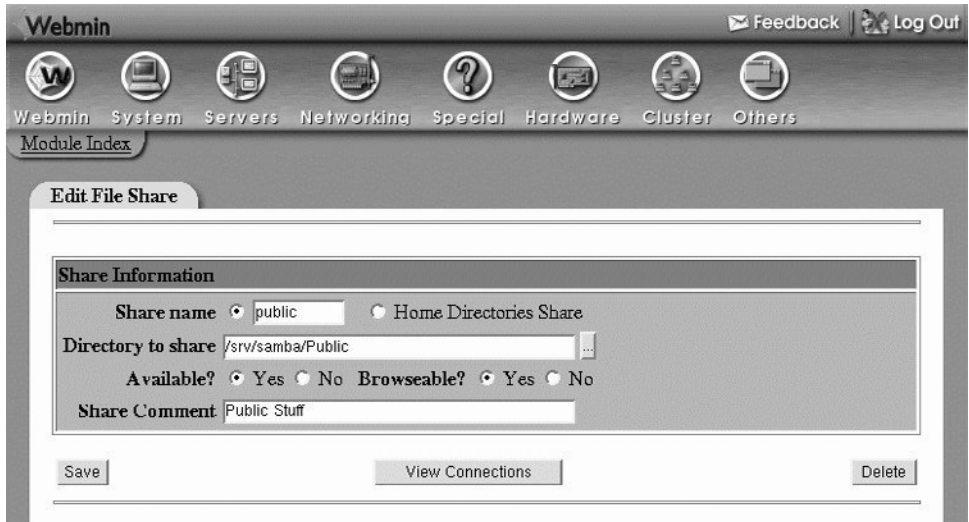 Webmin
Feedback
Log Out
Webmin System Servers Networking Special Hardware Cluster Others
Module Index
Edit File Share
Share Information
Share name public Home Directories Share
Directory to share /srv/samba/Public ...
Available? Yes No Browseable? Yes No
Share Comment Public Stuff
Save View Connections Delete